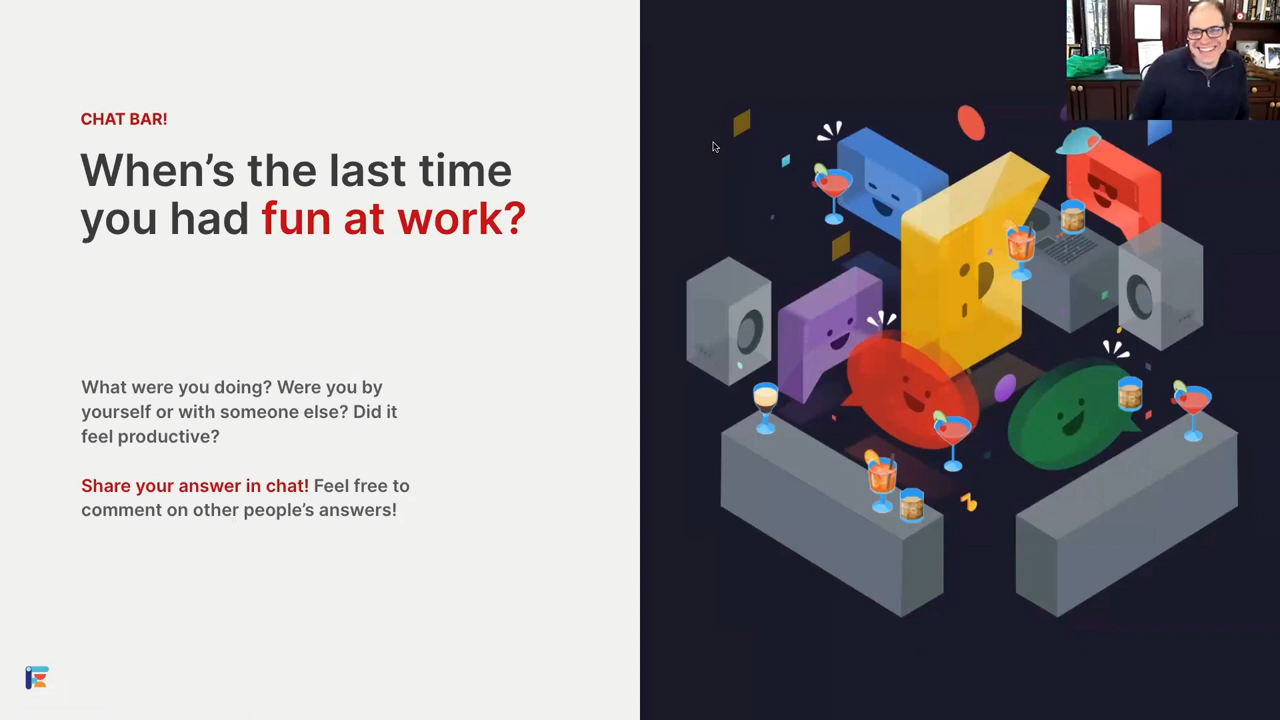 CHAT BAR!
When’s the last time
you had fun at work?
What were you doing? Were you by
yourself or with someone else? Did it
feel productive?
Share your answer in chat! Feel free to
comment on other people’s answers!